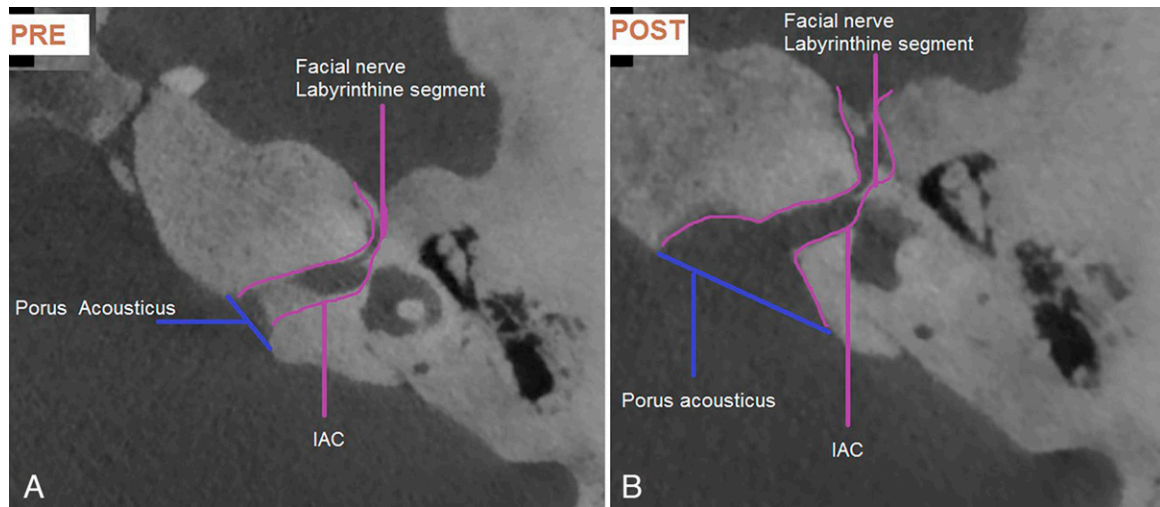 PRE
Facial nerve
Labyrinthine segment
Porus Acousticus
IAC
A
POST
Facial nerve
Labyrinthine segment
Porus acousticus
IAC
B